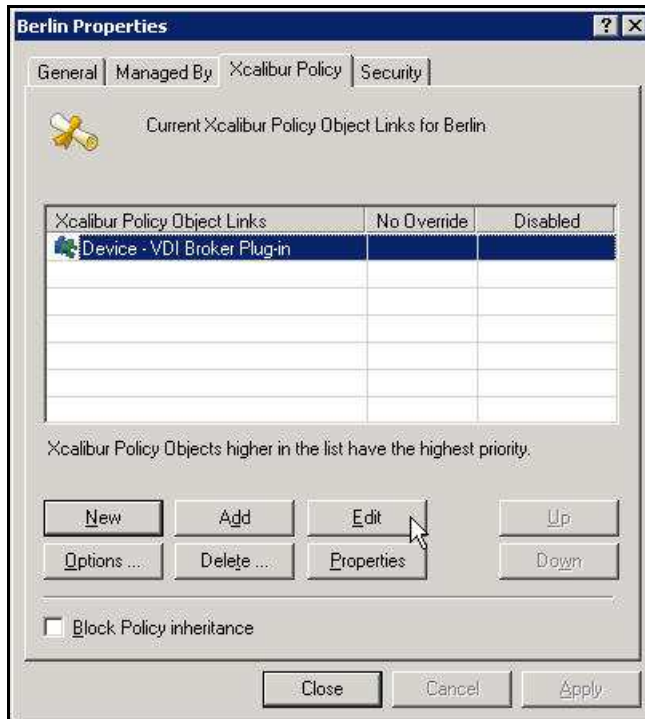 Berlin Properties
General Managed By Xcalibur Policy Security
Current Xcalibur Policy Object Links for Berlin
Xcalibur Policy Object Links No Override Disabled
Device - VDI Broker Plug-in
Xcalibur Policy Objects higher in the list have the highest priority.
New Add Edit Up
Options ... Delete ... Properties Down
Block Policy inheritance
Close Cancel Apply